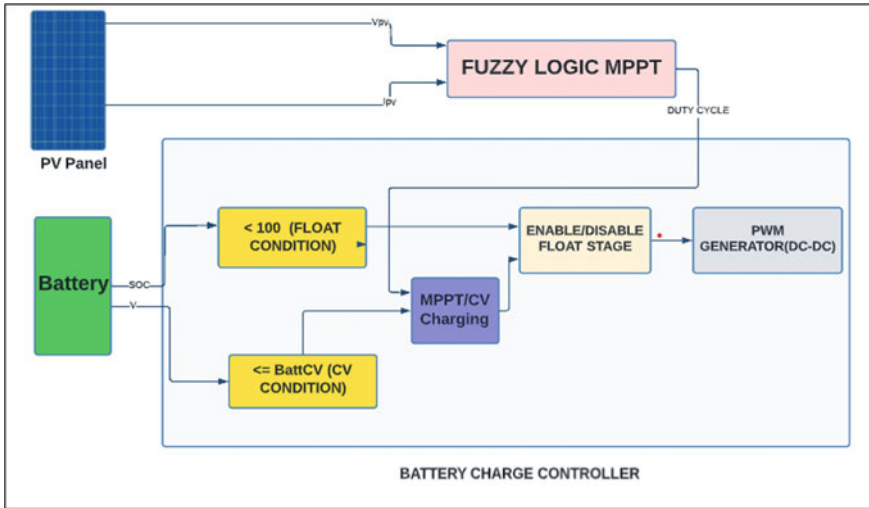 Vpv
FUZZY LOGIC MPPT
Ipv
DUTY CYCLE
PV Panel
< 100 (FLOAT
CONDITION)
ENABLE/DISABLE
FLOAT STAGE
PWM
GENERATOR(DC-DC)
Battery
SOC
V
MPPT/CV
Charging
<= BattCV (CV
CONDITION)
BATTERY CHARGE CONTROLLER